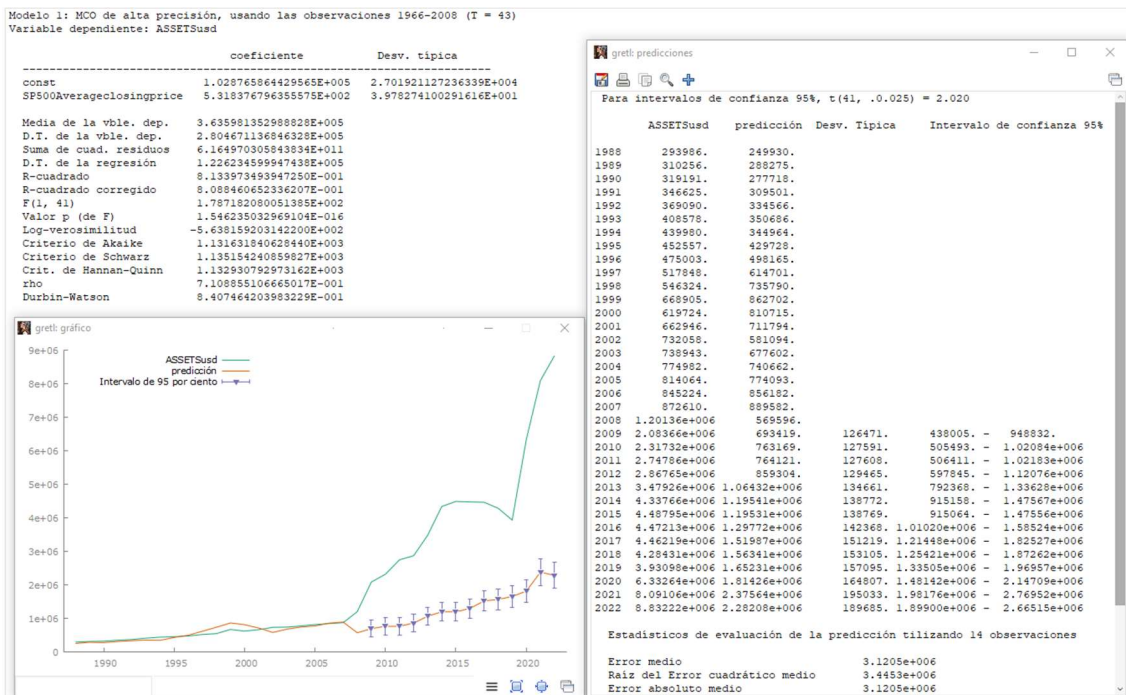 Modelo 1: MCO de alta precisión, usando las observaciones 1966-2008 (T = 43)
Variable dependiente: ASSETSusd
coeficiente Desv. típica
const 1.028765864429565E+005 2.701921127236339E+004
SP500Averageclosingprice 5.318376796355575E+002 3.978274100291616E+001
Media de la vble. dep. 3.635981352988828E+005
D.T. de la vble. dep. 2.804671136846328E+005
Suma de cuad. residuos 6.164970305843834E+011
D.T. de la regresión 1.226234599947438E+005
R-cuadrado 8.133973493947250E-001
R-cuadrado corregido 8.088460652336207E-001
F(1, 41) 1.787182080051385E+002
Valor p (de F) 1.546235032969104E-016
Log-verosimilitud -5.638159203142200E+002
Criterio de Akaike 1.131631840628440E+003
Criterio de Schwarz 1.135154240859827E+003
Crit. de Hannan-Quinn 1.132930792973162E+003
rho 7.108855106665017E-001
Durbin-Watson 8.407464203983229E-001
gretl: gráfico
9e+06
8e+06
7e+06
6e+06
5e+06
4e+06
3e+06
2e+06
1e+06
0
ASSETSusd
predicción
Intervalo de 95 por ciento
1990 1995 2000 2005 2010 2015 2020
gretl: predicciones
Para intervalos de confianza 95%, t(41, .0.025) = 2.020
ASSETSusd predicción Desv. Típica Intervalo de confianza 95%
1988 293986. 249930.
1989 310256. 288275.
1990 319191. 277718.
1991 346625. 309501.
1992 369090. 334566.
1993 408578. 350686.
1994 439980. 344964.
1995 452557. 429728.
1996 475003. 498165.
1997 517848. 614701.
1998 546324. 735790.
1999 668905. 862702.
2000 619724. 810715.
2001 662946. 711794.
2002 732058. 581094.
2003 738943. 677602.
2004 774982. 740662.
2005 814064. 774093.
2006 845224. 856182.
2007 872610. 889582.
2008 1.20136e+006 569596.
2009 2.08366e+006 693419. 126471. 438005. - 948832.
2010 2.31732e+006 763169. 127591. 505493. - 1.02084e+006
2011 2.74786e+006 764121. 127608. 506411. - 1.02183e+006
2012 2.86765e+006 859304. 129465. 597845. - 1.12076e+006
2013 3.47926e+006 1.06432e+006 134661. 792368. - 1.33628e+006
2014 4.33766e+006 1.19541e+006 138772. 915158. - 1.47567e+006
2015 4.48795e+006 1.19531e+006 138769. 915064. - 1.47556e+006
2016 4.47213e+006 1.29772e+006 142368. 1.01020e+006 - 1.58524e+006
2017 4.46219e+006 1.51987e+006 151219. 1.21448e+006 - 1.82527e+006
2018 4.28431e+006 1.56341e+006 153105. 1.25421e+006 - 1.87262e+006
2019 3.93098e+006 1.65231e+006 157095. 1.33505e+006 - 1.96957e+006
2020 6.33264e+006 1.81426e+006 164807. 1.48142e+006 - 2.14709e+006
2021 8.09106e+006 2.37564e+006 195033. 1.98176e+006 - 2.76952e+006
2022 8.83222e+006 2.28208e+006 189685. 1.89900e+006 - 2.66515e+006
Estadísticos de evaluación de la predicción tilizando 14 observaciones
Error medio 3.1205e+006
Raíz del Error cuadrático medio 3.4453e+006
Error absoluto medio 3.1205e+006